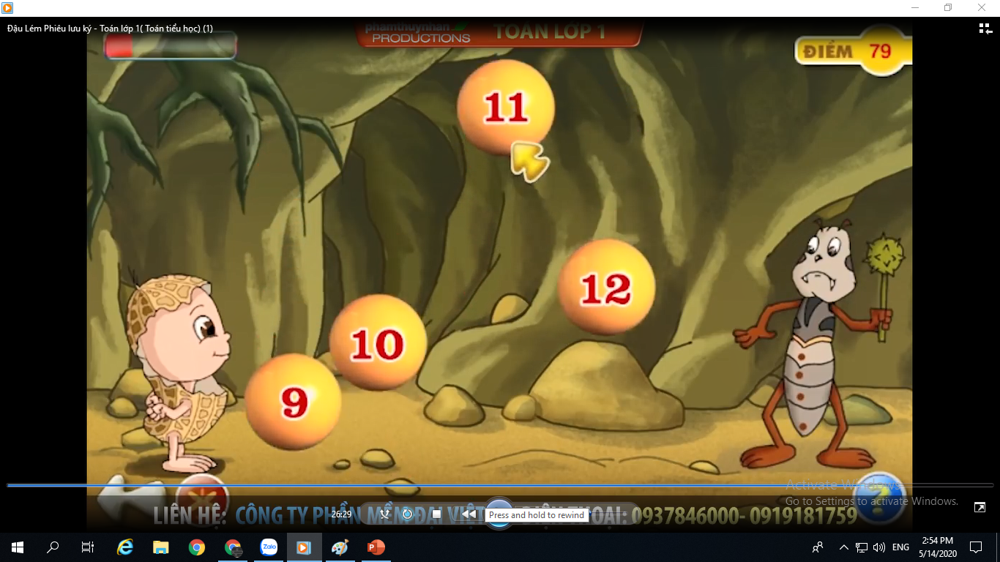 Đậu Lém Phiêu lưu ký - Toán lớp 1( Toán tiểu học) (1)
phamthuynhan
PRODUCTIONS
TOÁN LỚP 1
ĐIỂM 79
11
12
10
9
Activate Windows
Go to Settings to activate Windows.
LIÊN HỆ: CÔNG TY PHẦN MỀM ĐẠI VIỆT
THOẠI: 0937846000- 0919181759
26:29
Press and hold to rewind
?
Zalo
ENG
2:54 PM
5/14/2020